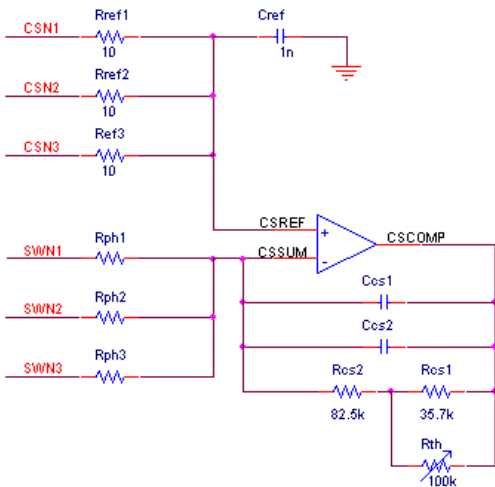 CSN1
Rref1
10
Cref
1n
CSN2
Rref2
10
CSN3
Rref3
10
CSREF
+
CSSUM
-
CSCOMP
SWN1
Rph1
SWN2
Rph2
SWN3
Rph3
Ccs1
Ccs2
Rcs2
82.5k
Rcs1
35.7k
Rth
100k